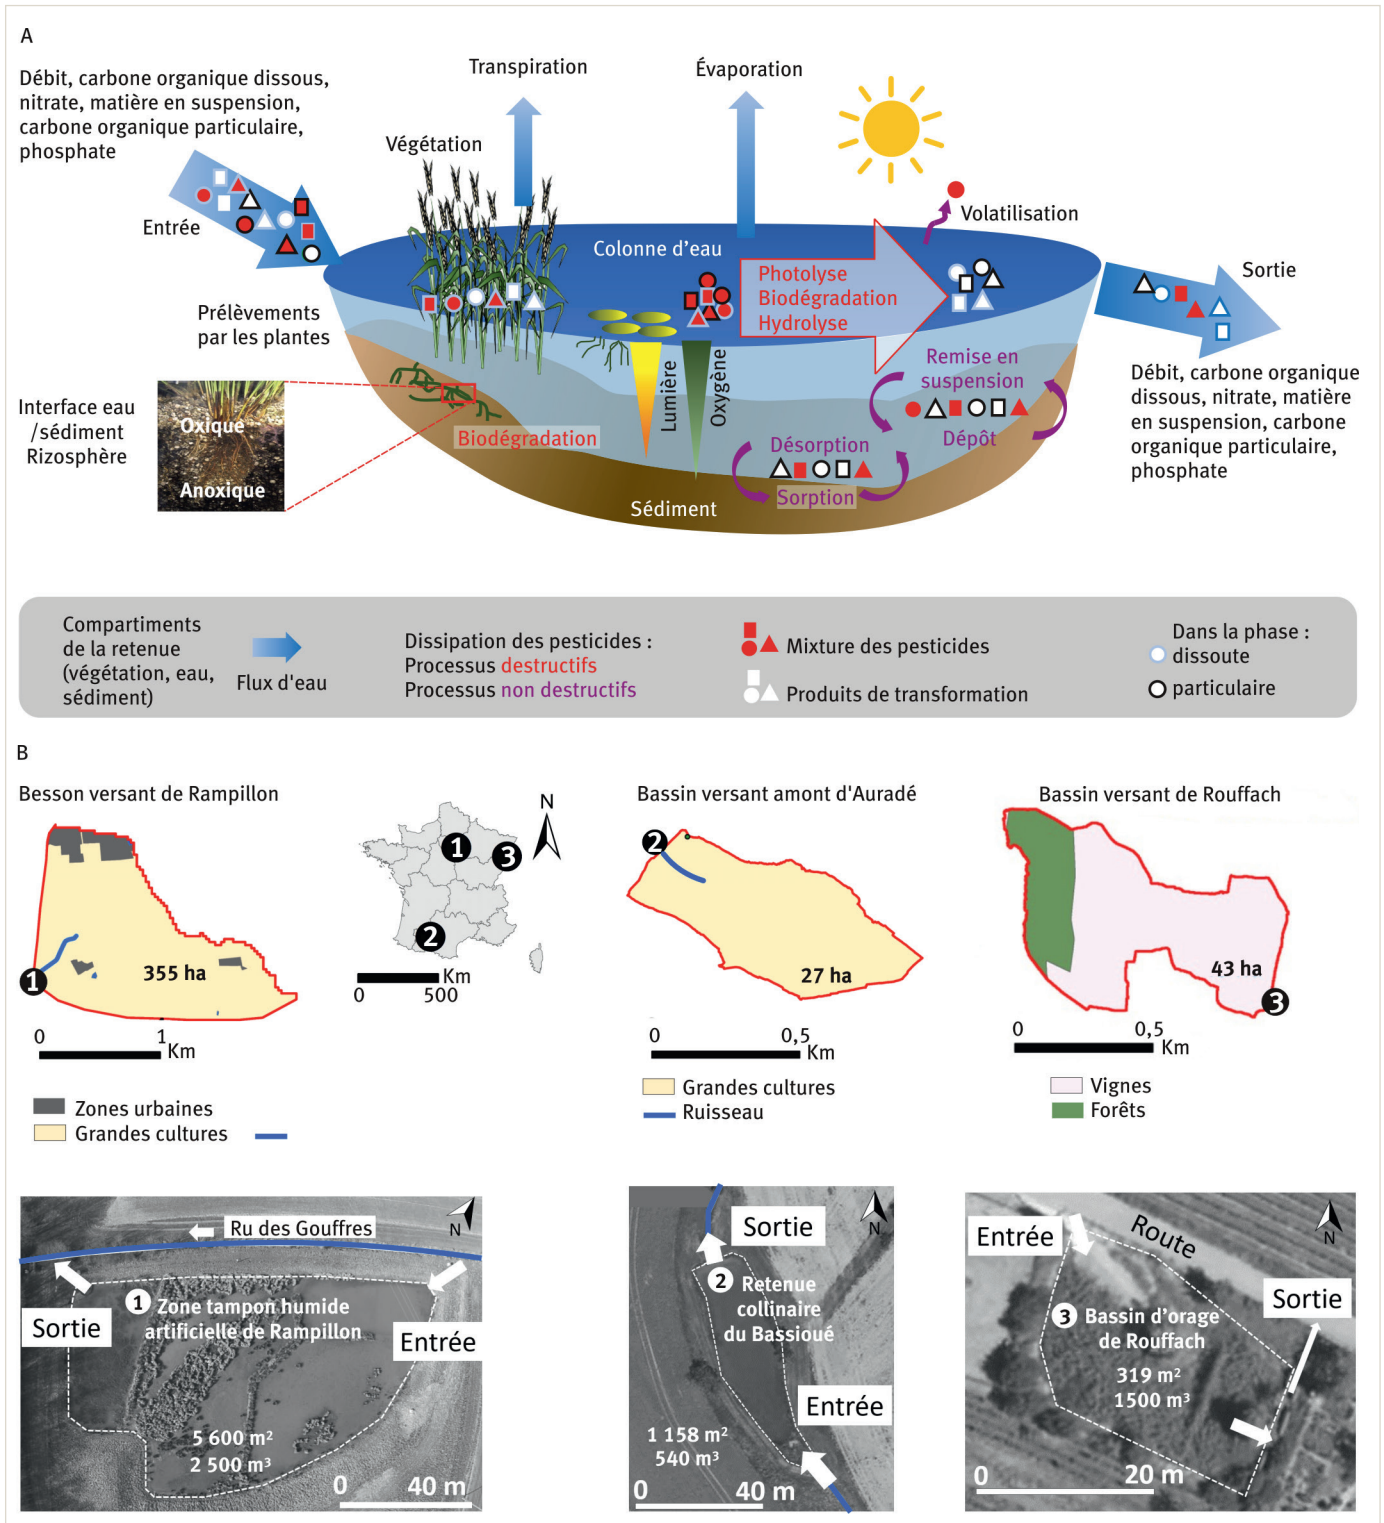 A
Débit, carbone organique dissous,
nitrate, matière en suspension,
carbone organique particulaire,
phosphate
Transpiration
Évaporation
Végétation
Entrée
Volatilisation
Colonne d'eau
Photolyse
Biodégradation
Hydrolyse
Sortie
Prélèvements
par les plantes
Lumière
Oxygène
Remise en
suspension
Dépôt
Débit, carbone organique
dissous, nitrate, matière
en suspension, carbone
organique particulaire,
phosphate
Interface eau
/sédiment
Rizosphère
Oxique
Anoxique
Biodégradation
Désorption
Sorption
Sédiment
Compartiments
de la retenue
(végétation, eau,
sédiment)
Flux d'eau
Dissipation des pesticides :
Processus destructifs
Processus non destructifs
Mixture des pesticides
Produits de transformation
Dans la phase :
dissoute
particulaire
B
Besson versant de Rampillon
1
355 ha
0 1
Km
Zones urbaines
Grandes cultures
N
1
3
2
Km
0 500
Bassin versant amont d'Auradé
2
27 ha
0 0,5
Km
Grandes cultures
Ruisseau
Bassin versant de Rouffach
43 ha
3
0 0,5
Km
Vignes
Forêts
Ru des Gouffres
N
1 Zone tampon humide
artificielle de Rampillon
Sortie
Entrée
5 600 m²
2 500 m³
0 40 m
Sortie
N
2 Retenue
collinaire
du Bassioué
Entrée
1 158 m²
540 m³
0 40 m
Entrée
Route
N
Sortie
3 Bassin d'orage
de Rouffach
319 m²
1500 m³
0 20 m